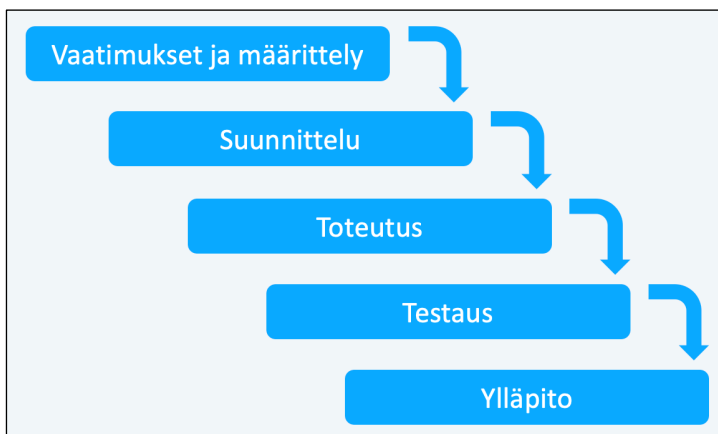 Vaatimukset ja määrittely
Suunnittelu
Toteutus
Testaus
Ylläpito